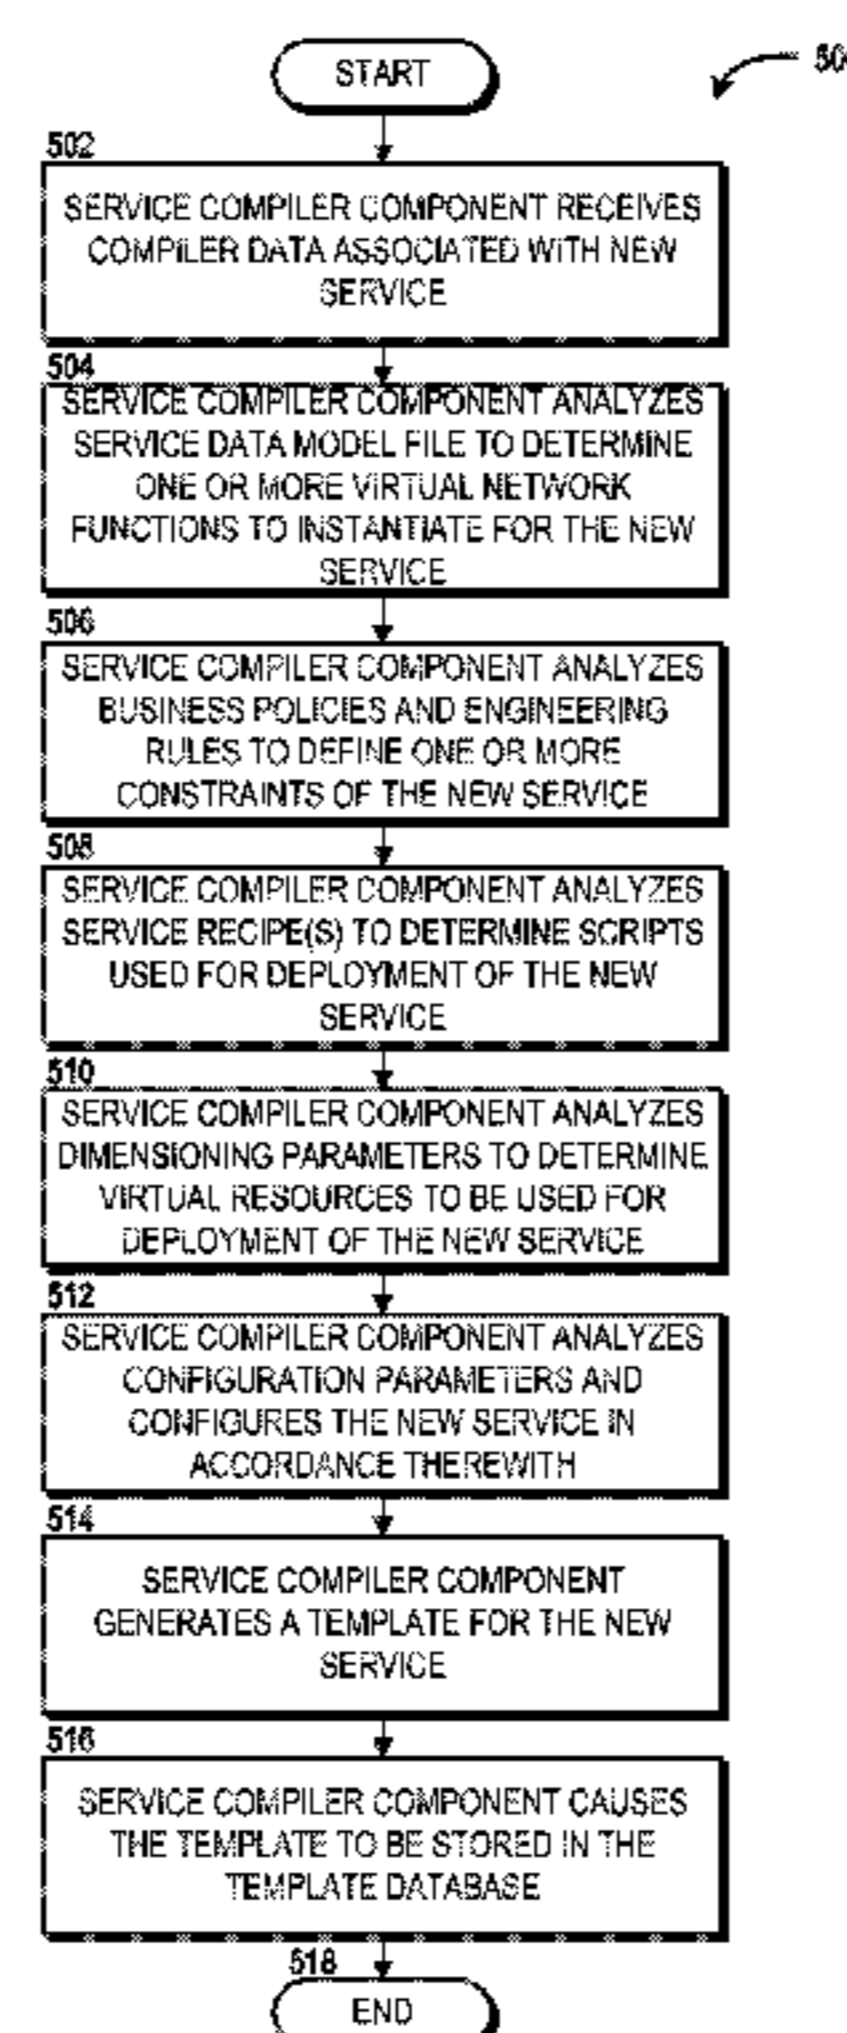 START
502
SERVICE COMPILER COMPONENT RECEIVES
COMPILER DATA ASSOCIATED WITH NEW
SERVICE
504
SERVICE COMPILER COMPONENT ANALYZES
SERVICE DATA MODEL FILE TO DETERMINE
ONE OR MORE VIRTUAL NETWORK
FUNCTIONS TO INSTANTIATE FOR THE NEW
SERVICE
506
SERVICE COMPILER COMPONENT ANALYZES
BUSINESS POLICIES AND ENGINEERING
RULES TO DEFINE ONE OR MORE
CONSTRAINTS OF THE NEW SERVICE
508
SERVICE COMPILER COMPONENT ANALYZES
SERVICE RECIPE(S) TO DETERMINE SCRIPTS
USED FOR DEPLOYMENT OF THE NEW
SERVICE
510
SERVICE COMPILER COMPONENT ANALYZES
DIMENSIONING PARAMETERS TO DETERMINE
VIRTUAL RESOURCES TO BE USED FOR
DEPLOYMENT OF THE NEW SERVICE
512
SERVICE COMPILER COMPONENT ANALYZES
CONFIGURATION PARAMETERS AND
CONFIGURES THE NEW SERVICE IN
ACCORDANCE THEREWITH
514
SERVICE COMPILER COMPONENT
GENERATES A TEMPLATE FOR THE NEW
SERVICE
516
SERVICE COMPILER COMPONENT CAUSES
THE TEMPLATE TO BE STORED IN THE
TEMPLATE DATABASE
518
END